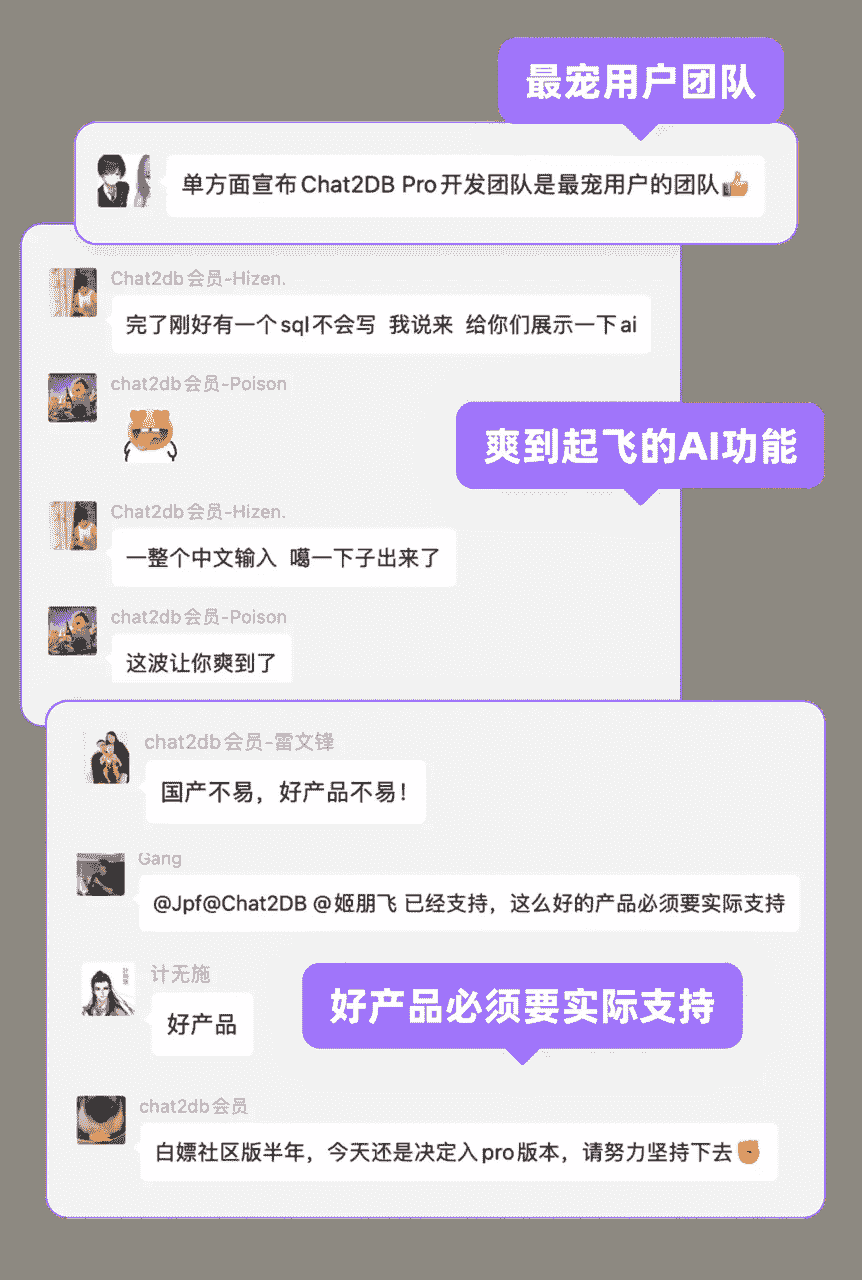 最宠用户团队
单方面宣布Chat2DB Pro开发团队是最宠用户的团队👍
Chat2db会员-Hizen.
完了刚好有一个sql不会写 我说来 给你们展示一下ai
chat2db会员-Poison
爽到起飞的AI功能
Chat2db会员-Hizen.
一整个中文输入 噶一下子出来了
chat2db会员-Poison
这波让你爽到了
chat2db会员-雷文锋
国产不易，好产品不易！
Gang
@Jpf@Chat2DB @姬朋飞 已经支持，这么好的产品必须要实际支持
计无施
好产品
好产品必须要实际支持
chat2db会员
白嫖社区版半年，今天还是决定入pro版本，请努力坚持下去✊